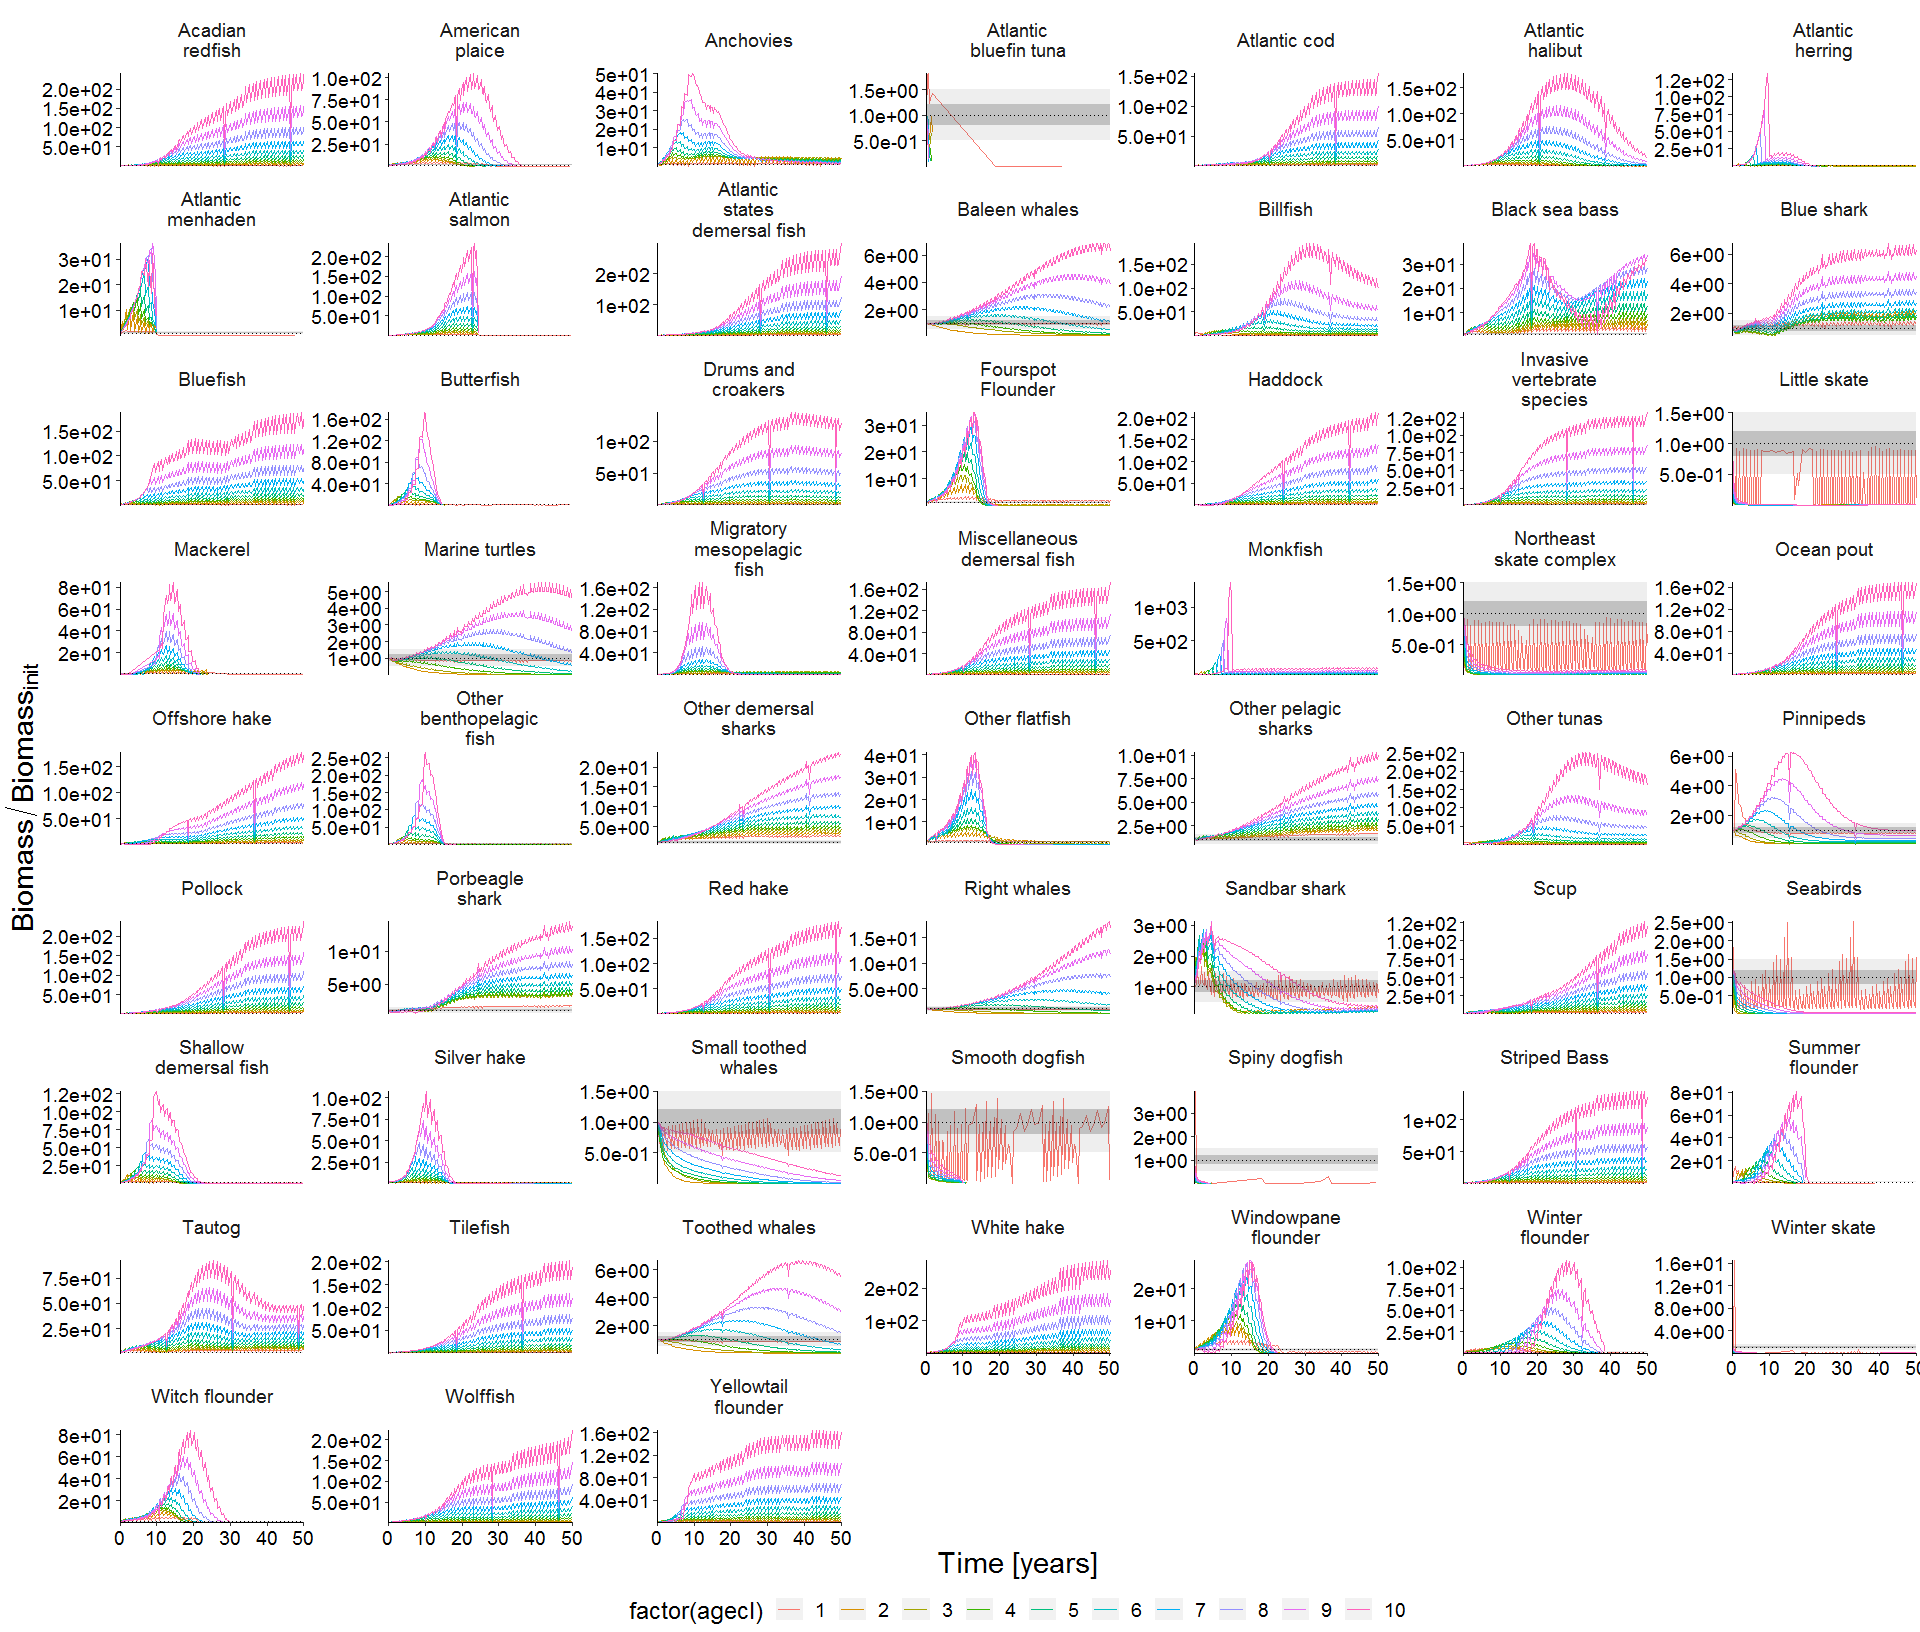 Acadian
redfish
American
plaice
Anchovies
Atlantic
bluefin tuna
Atlantic cod
Atlantic
halibut
Atlantic
herring
2.0e+02
1.5e+02
1.0e+02
5.0e+01
1.0e+02
7.5e+01
5.0e+01
2.5e+01
5e+01
4e+01
3e+01
2e+01
1e+01
1.5e+00
1.0e+00
5.0e-01
1.5e+02
1.0e+02
5.0e+01
1.5e+02
1.0e+02
5.0e+01
1.2e+02
1.0e+02
7.5e+01
5.0e+01
2.5e+01
Atlantic
menhaden
Atlantic
salmon
Atlantic
states
demersal fish
Baleen whales
Billfish
Black sea bass
Blue shark
3e+01
2e+01
1e+01
2.0e+02
1.5e+02
1.0e+02
5.0e+01
2e+02
1e+02
6e+00
4e+00
2e+00
1.5e+02
1.0e+02
5.0e+01
3e+01
2e+01
1e+01
6e+00
4e+00
2e+00
Bluefish
Butterfish
Drums and
croakers
Fourspot
Flounder
Haddock
Invasive
vertebrate
species
Little skate
1.5e+02
1.0e+02
5.0e+01
1.6e+02
1.2e+02
8.0e+01
4.0e+01
1e+02
5e+01
3e+01
2e+01
1e+01
2.0e+02
1.5e+02
1.0e+02
5.0e+01
1.2e+02
1.0e+02
7.5e+01
5.0e+01
2.5e+01
1.5e+00
1.0e+00
5.0e-01
Mackerel
Marine turtles
Migratory
mesopelagic
fish
Miscellaneous
demersal fish
Monkfish
Northeast
skate complex
Ocean pout
8e+01
6e+01
4e+01
2e+01
5e+00
4e+00
3e+00
2e+00
1e+00
1.6e+02
1.2e+02
8.0e+01
4.0e+01
1.6e+02
1.2e+02
8.0e+01
4.0e+01
1e+03
5e+02
1.5e+00
1.0e+00
5.0e-01
1.6e+02
1.2e+02
8.0e+01
4.0e+01
Offshore hake
Other
benthopelagic
fish
Other demersal
sharks
Other flatfish
Other pelagic
sharks
Other tunas
Pinnipeds
1.5e+02
1.0e+02
5.0e+01
2.5e+02
2.0e+02
1.5e+02
1.0e+02
5.0e+01
2.0e+01
1.5e+01
1.0e+01
5.0e+00
4e+01
3e+01
2e+01
1e+01
1.0e+01
7.5e+00
5.0e+00
2.5e+00
2.5e+02
2.0e+02
1.5e+02
1.0e+02
5.0e+01
6e+00
4e+00
2e+00
Biomass / Biomass init
Pollock
Porbeagle
shark
Red hake
Right whales
Sandbar shark
Scup
Seabirds
2.0e+02
1.5e+02
1.0e+02
5.0e+01
1e+01
5e+00
1.5e+02
1.0e+02
5.0e+01
1.5e+01
1.0e+01
5.0e+00
3e+00
2e+00
1e+00
1.2e+02
1.0e+02
7.5e+01
5.0e+01
2.5e+01
2.5e+00
2.0e+00
1.5e+00
1.0e+00
5.0e-01
Shallow
demersal fish
Silver hake
Small toothed
whales
Smooth dogfish
Spiny dogfish
Striped Bass
Summer
flounder
1.2e+02
1.0e+02
7.5e+01
5.0e+01
2.5e+01
1.0e+02
7.5e+01
5.0e+01
2.5e+01
1.5e+00
1.0e+00
5.0e-01
1.5e+00
1.0e+00
5.0e-01
3e+00
2e+00
1e+00
1e+02
5e+01
8e+01
6e+01
4e+01
2e+01
Tautog
Tilefish
Toothed whales
White hake
Windowpane
flounder
Winter
flounder
Winter skate
7.5e+01
5.0e+01
2.5e+01
2.0e+02
1.5e+02
1.0e+02
5.0e+01
6e+00
4e+00
2e+00
2e+02
1e+02
2e+01
1e+01
1.0e+02
7.5e+01
5.0e+01
2.5e+01
1.6e+01
1.2e+01
8.0e+00
4.0e+00
0 10 20 30 40 50
0 10 20 30 40 50
0 10 20 30 40 50
0 10 20 30 40 50
Witch flounder
Wolffish
Yellowtail
flounder
8e+01
6e+01
4e+01
2e+01
2.0e+02
1.5e+02
1.0e+02
5.0e+01
1.6e+02
1.2e+02
8.0e+01
4.0e+01
0 10 20 30 40 50
0 10 20 30 40 50
0 10 20 30 40 50
Time [years]
factor(agecl) 1 2 3 4 5 6 7 8 9 10